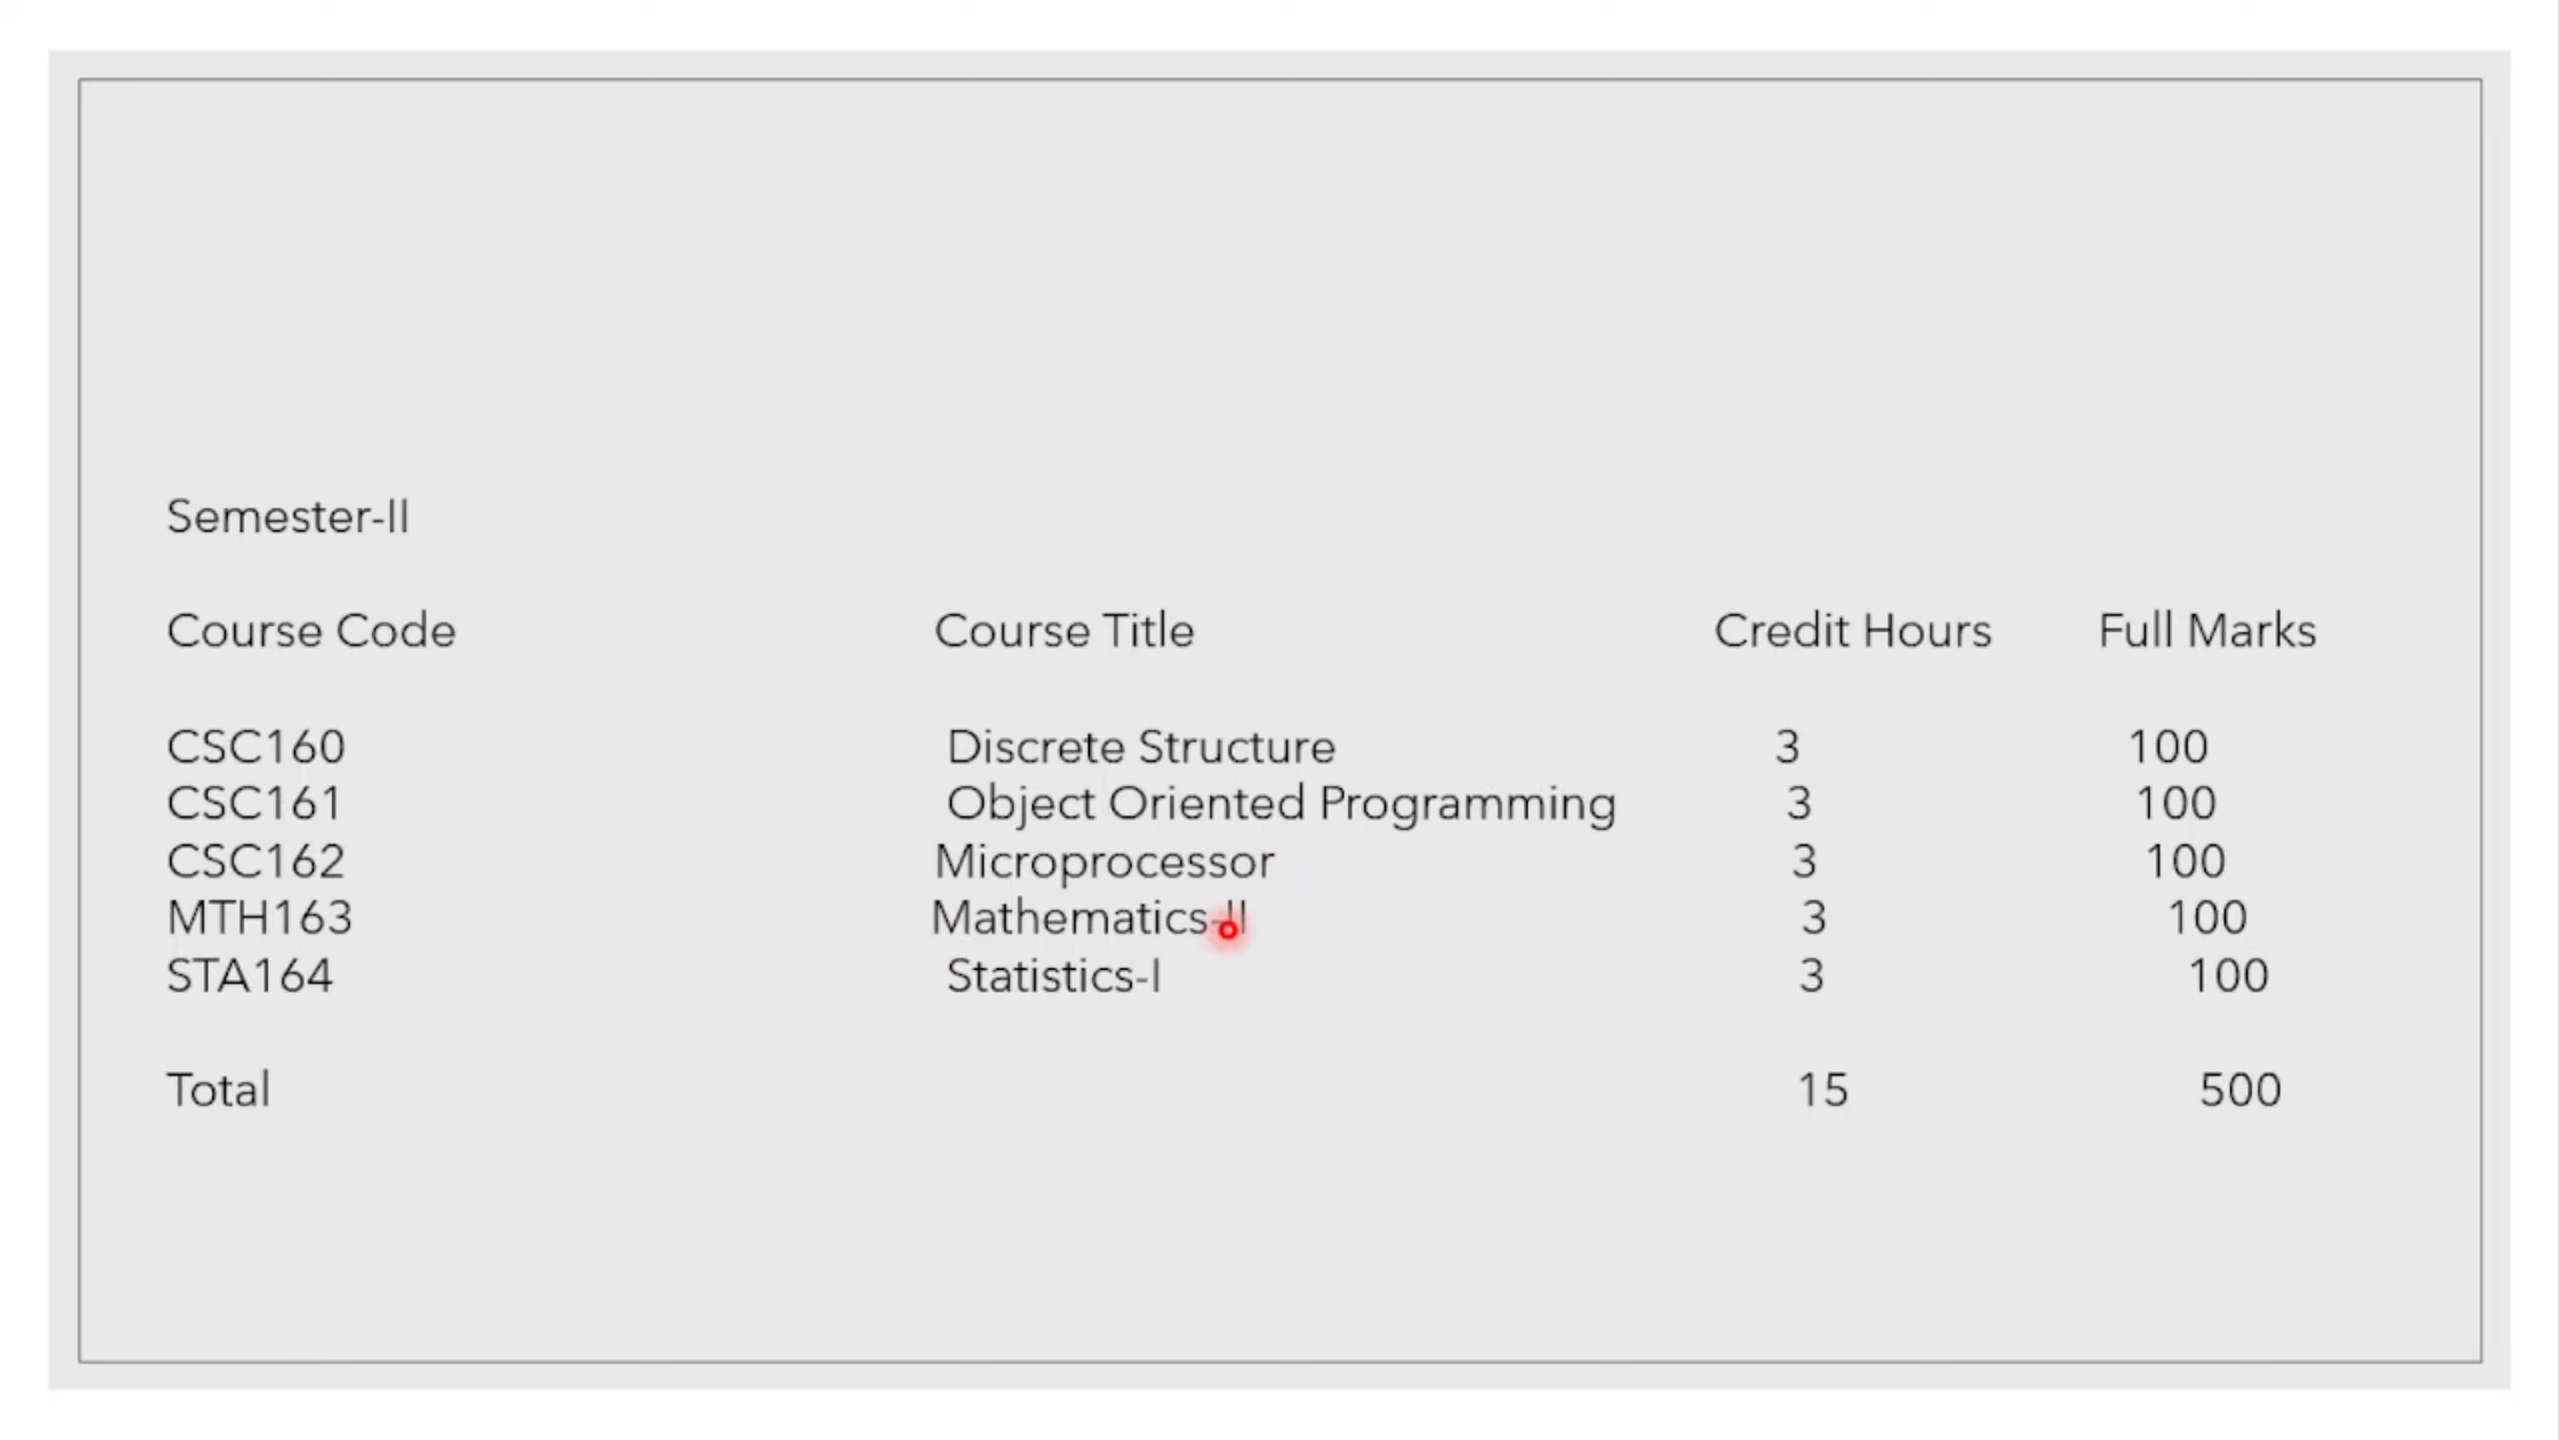 Semester-II
Course Code Course Title Credit Hours Full Marks
CSC160 Discrete Structure 3 100
CSC161 Object Oriented Programming 3 100
CSC162 Microprocessor 3 100
MTH163 Mathematics-II 3 100
STA164 Statistics-I 3 100
Total 15 500